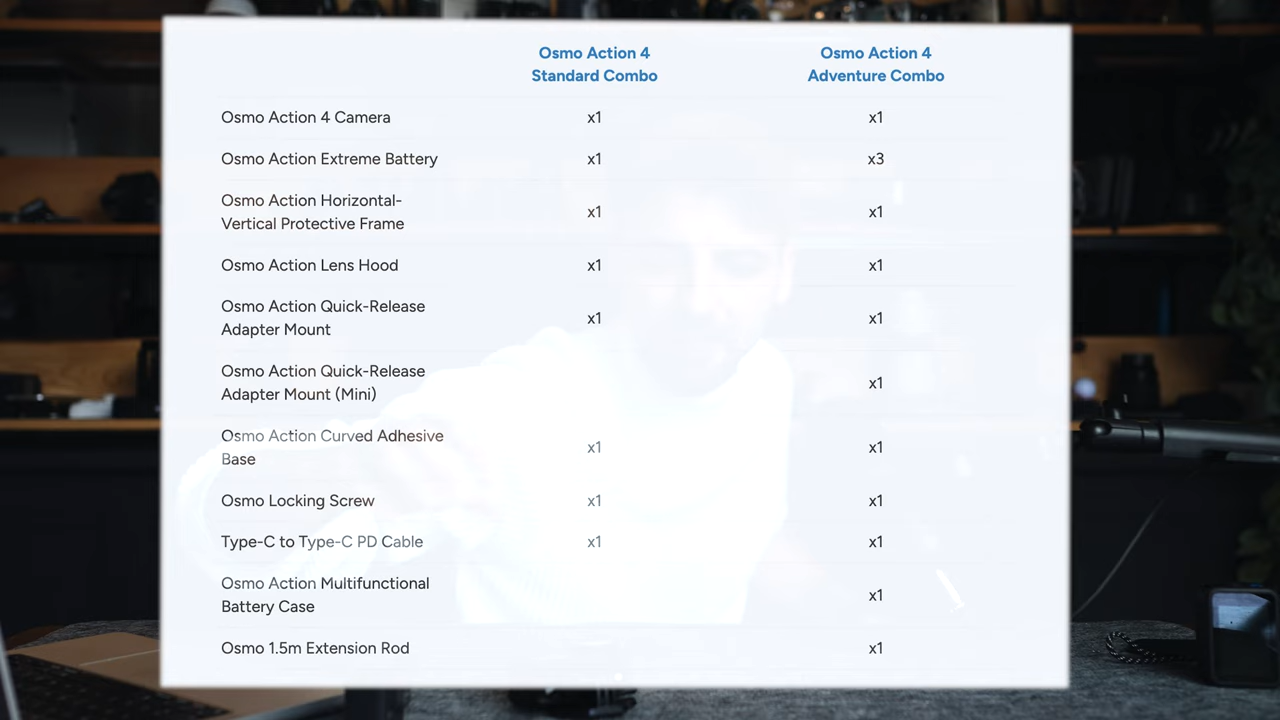 Osmo Action 4 Osmo Action 4
Standard Combo Adventure Combo
Osmo Action 4 Camera x1 x1
Osmo Action Extreme Battery x1 x3
Osmo Action Horizontal-
Vertical Protective Frame x1 x1
Osmo Action Lens Hood x1 x1
Osmo Action Quick-Release
Adapter Mount x1 x1
Osmo Action Quick-Release
Adapter Mount (Mini) x1
Osmo Action Curved Adhesive
Base x1 x1
Osmo Locking Screw x1 x1
Type-C to Type-C PD Cable x1 x1
Osmo Action Multifunctional
Battery Case x1
Osmo 1.5m Extension Rod x1